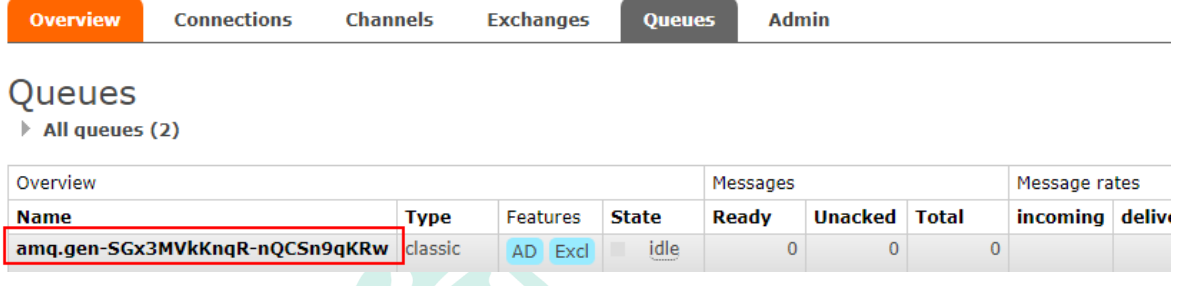 Overview Connections Channels Exchanges Queues Admin
Queues
All queues (2)
Overview Messages Message rates
Name Type Features State Ready Unacked Total incoming
amq.gen-SGx3MVkKnqR-nQCSn9qKRw classic AD Excl idle 0 0 0